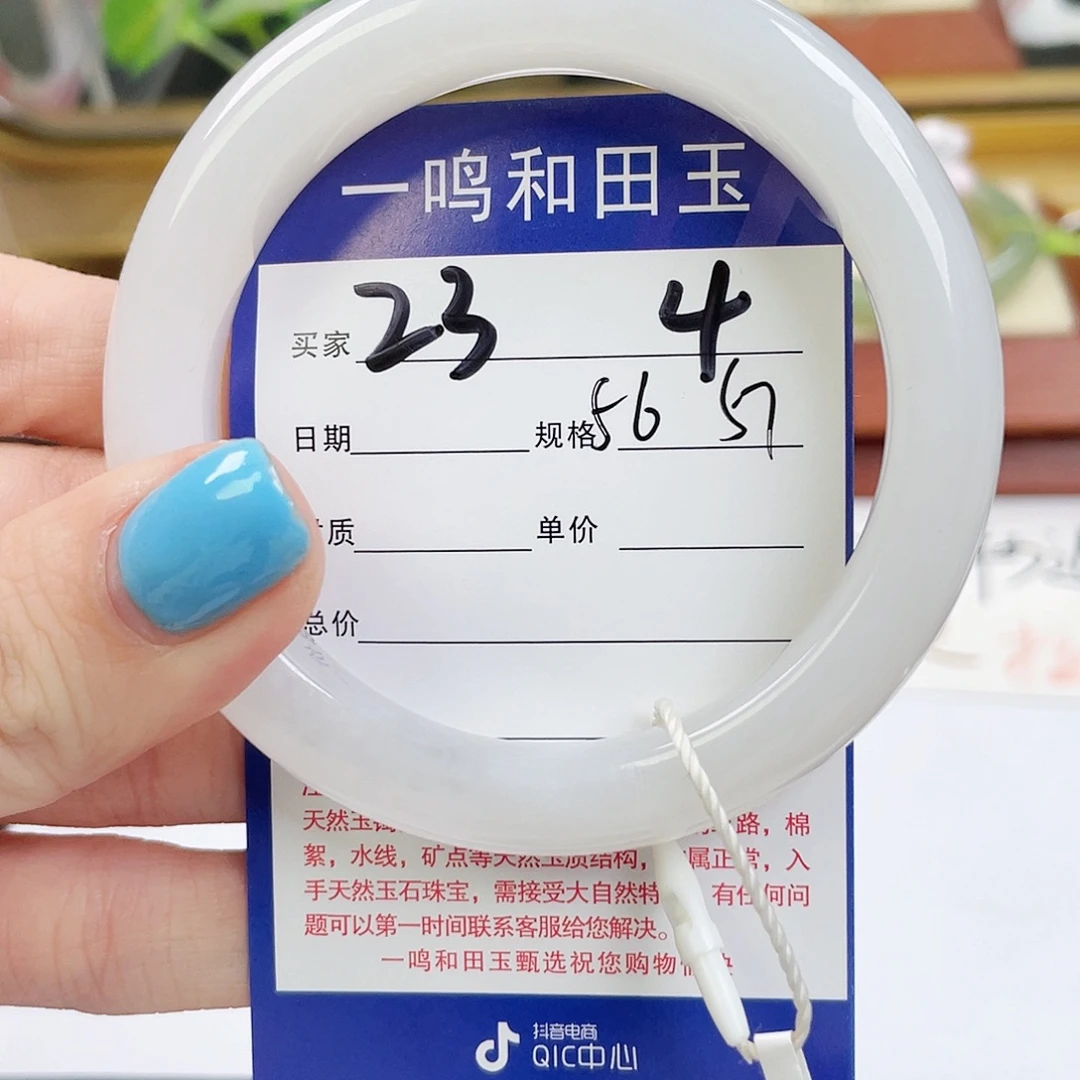 一鸣和田玉
买家 23 4
日期 规格 56 57
质 单价
总价
天然玉 路，棉
絮，水线，矿点等天然玉质结构， 属正常，入
手天然玉石珠宝，需接受大自然特 有任何问
题可以第一时间联系客服给您解决。
一鸣和田玉甄选祝您购物
抖音电商
QIC中心